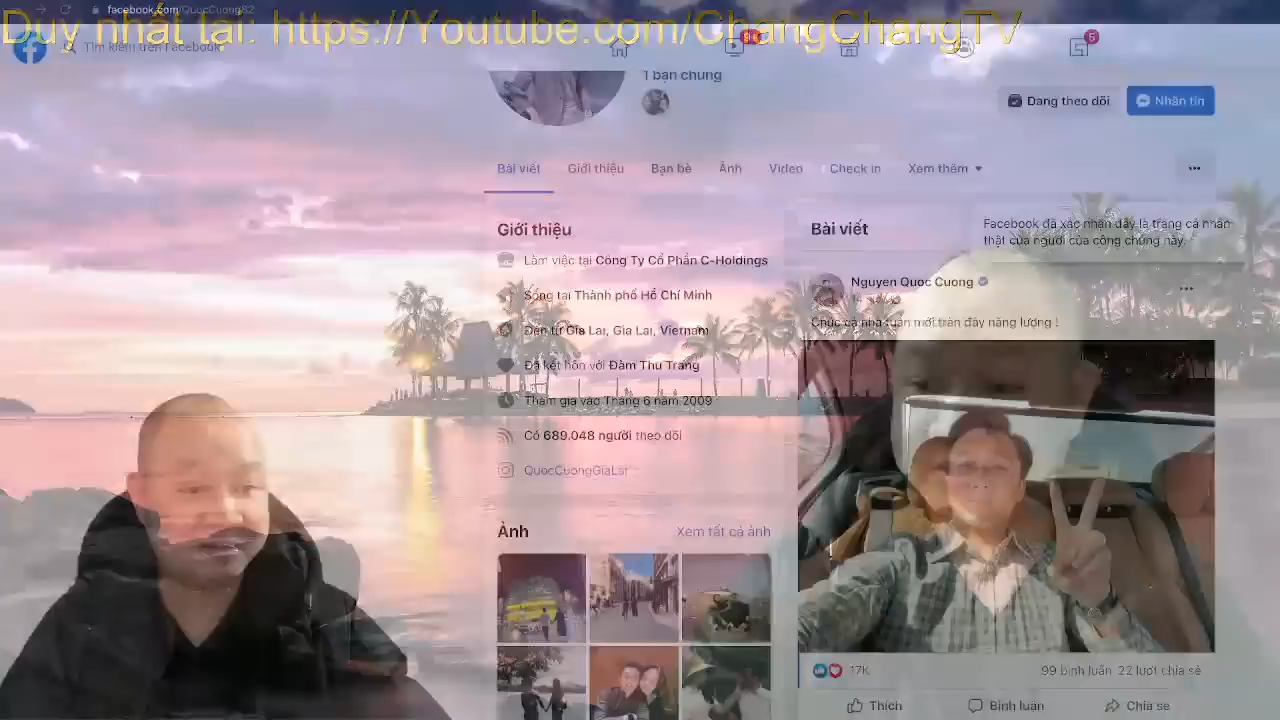 facebook.com/QuocCuong82
Duy nhất tại: https://Youtube.com/ChangChangTV
Tìm kiếm trên Facebook
5
1 bạn chung
Đang theo dõi
Nhắn tin
Bài viết Giới thiệu Bạn bè Ảnh Video Check in Xem thêm
Giới thiệu
Làm việc tại Công Ty Cổ Phần C-Holdings
Sống tại Thành phố Hồ Chí Minh
Đến từ Gia Lai, Gia Lai, Vietnam
Đã kết hôn với Đàm Thu Trang
Tham gia vào Tháng 6 năm 2009
Có 689.048 người theo dõi
QuocCuongGiaLai
Ảnh
Xem tất cả ảnh
Bài viết
Facebook đã xác nhận đây là trang cá nhân
thật của người của công chúng này.
Nguyen Quoc Cuong
Chúc cả nhà tuần mới tràn đầy năng lượng !
17K
99 bình luận 22 lượt chia sẻ
Thích
Bình luận
Chia sẻ